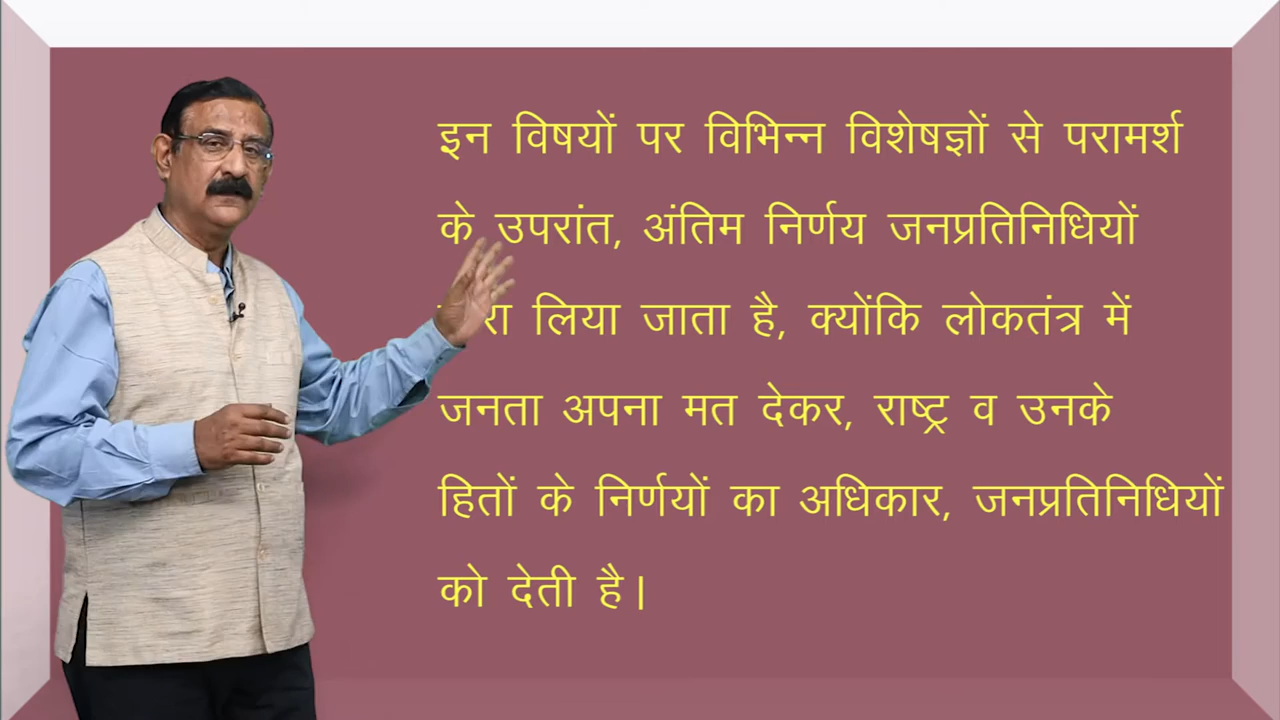 इन विषयों पर विभिन्न विशेषज्ञों से परामर्श
के उपरांत, अंतिम निर्णय जनप्रतिनिधियों
लिया जाता है, क्योंकि लोकतंत्र में
जनता अपना मत देकर, राष्ट्र व उनके
हितों के निर्णयों का अधिकार, जनप्रतिनिधियों
को देती है।